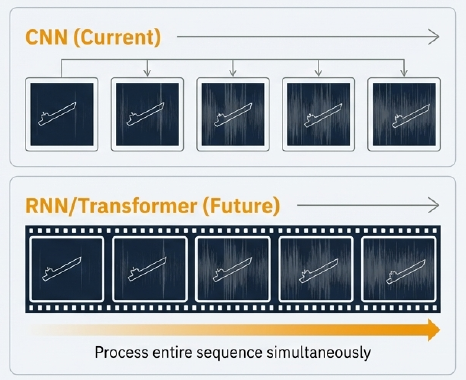 CNN (Current)
RNN/Transformer (Future)
Process entire sequence simultaneously